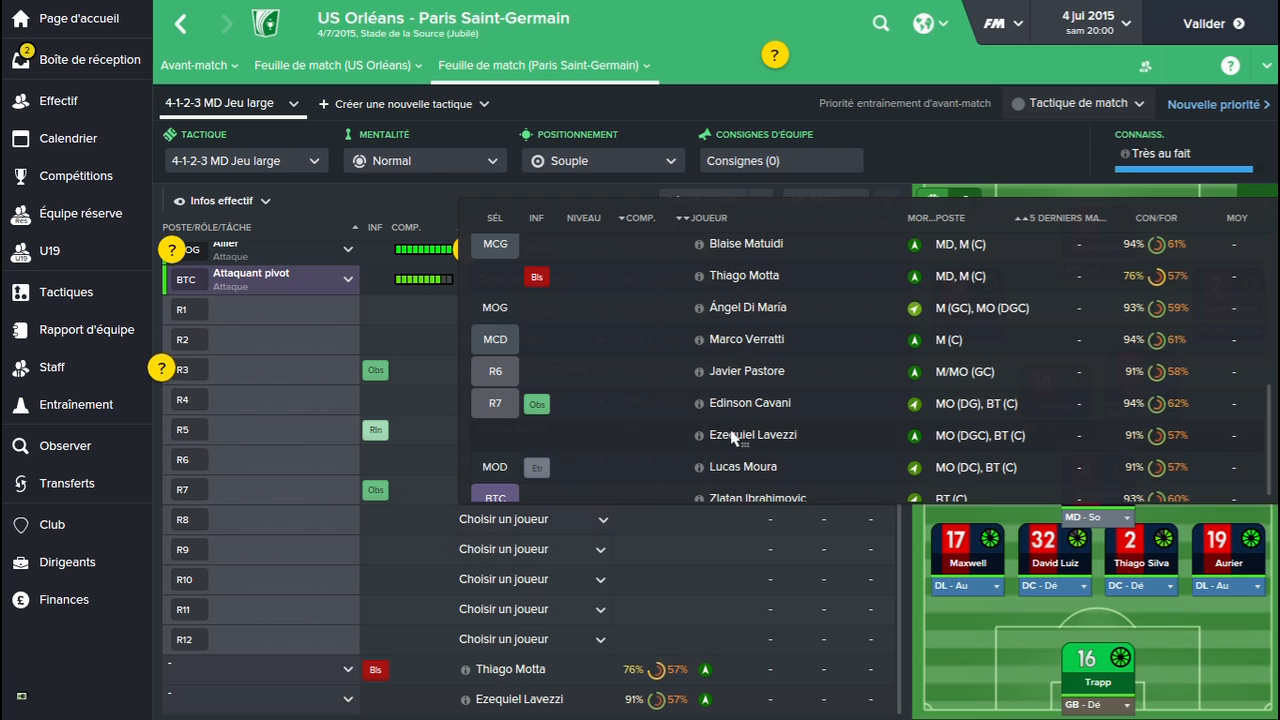 Page d'accueil
2
Boîte de réception
Effectif
Calendrier
Compétitions
Rés
Équipe réserve
U19
U19
Tactiques
Rapport d'équipe
Staff
Entraînement
Observer
Transferts
Club
Dirigeants
Finances
US Orléans - Paris Saint-Germain
4/7/2015, Stade de la Source (Jubilé)
FM
4 jul 2015
sam 20:00
Valider
Avant-match
Feuille de match (US Orléans)
Feuille de match (Paris Saint-Germain)
?
?
4-1-2-3 MD Jeu large
+ Créer une nouvelle tactique
Priorité entraînement d'avant-match
Tactique de match
Nouvelle priorité >
TACTIQUE
MENTALITÉ
POSITIONNEMENT
CONSIGNES D'ÉQUIPE
CONNAISS.
4-1-2-3 MD Jeu large
Normal
Souple
Consignes (0)
Très au fait
Infos effectif
POSTE/RÔLE/TÂCHE INF COMP.
SÉL INF NIVEAU COMP. JOUEUR MOR... POSTE 5 DERNIERS MA... CON/FOR MOY
? OG Ailier
Attaque
BTC Attaquant pivot
Attaque
R1
R2
? R3 Obs
R4
R5 RIn
R6
R7 Obs
MCG Blaise Matuidi MD, M (C) - 94% 61% -
Bls Thiago Motta MD, M (C) - 76% 57% -
MOG Ángel Di María M (GC), MO (DGC) - 93% 59% -
MCD Marco Verratti M (C) - 94% 61% -
R6 Javier Pastore M/MO (GC) - 91% 58% -
R7 Obs Edinson Cavani MO (DG), BT (C) - 94% 62% -
Ezequiel Lavezzi MO (DGC), BT (C) - 91% 57% -
MOD Etr Lucas Moura MO (DC), BT (C) - 91% 57% -
BTC Zlatan Ibrahimovic BT (C) - 93% 60% -
R8 Choisir un joueur - - -
R9 Choisir un joueur - - -
R10 Choisir un joueur - - -
R11 Choisir un joueur - - -
R12 Choisir un joueur - - -
- Bls Thiago Motta 76% 57% - - -
- Ezequiel Lavezzi 91% 57% - - -
MD - So
17 32 2 19
Maxwell David Luiz Thiago Silva Aurier
DL - Au DC - Dé DC - Dé DL - Au
16
Trapp
GB - Dé